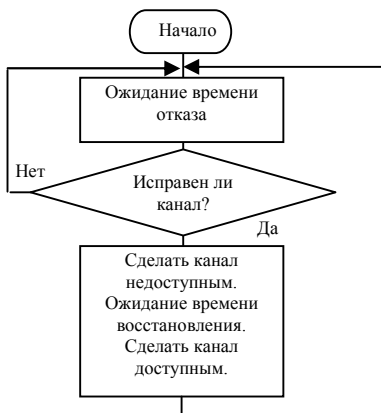 Начало
Ожидание времени
отказа
Нет
Исправен ли
канал?
Да
Сделать канал
недоступным.
Ожидание времени
восстановления.
Сделать канал
доступным.